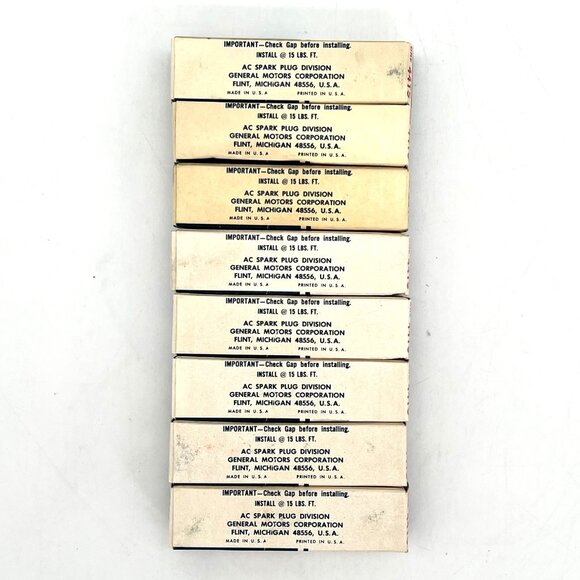 IMPORTANT—Check Gap before installing.
INSTALL @ 15 LBS. FT.
AC SPARK PLUG DIVISION
GENERAL MOTORS CORPORATION
FLINT, MICHIGAN 48556, U.S.A.
MADE IN U.S.A PRINTED IN U.S.A.
IMPORTANT—Check Gap before installing.
INSTALL @ 15 LBS. FT.
AC SPARK PLUG DIVISION
GENERAL MOTORS CORPORATION
FLINT, MICHIGAN 48556, U.S.A.
MADE IN U.S.A PRINTED IN U.S.A.
IMPORTANT—Check Gap before installing.
INSTALL @ 15 LBS. FT.
AC SPARK PLUG DIVISION
GENERAL MOTORS CORPORATION
FLINT, MICHIGAN 48556, U.S.A.
MADE IN U.S.A PRINTED IN U.S.A.
IMPORTANT—Check Gap before installing.
INSTALL @ 15 LBS. FT.
AC SPARK PLUG DIVISION
GENERAL MOTORS CORPORATION
FLINT, MICHIGAN 48556, U.S.A.
MADE IN U.S.A PRINTED IN U.S.A.
IMPORTANT—Check Gap before installing.
INSTALL @ 15 LBS. FT.
AC SPARK PLUG DIVISION
GENERAL MOTORS CORPORATION
FLINT, MICHIGAN 48556, U.S.A.
MADE IN U.S.A PRINTED IN U.S.A.
IMPORTANT—Check Gap before installing.
INSTALL @ 15 LBS. FT.
AC SPARK PLUG DIVISION
GENERAL MOTORS CORPORATION
FLINT, MICHIGAN 48556, U.S.A.
MADE IN U.S.A PRINTED IN U.S.A.
IMPORTANT—Check Gap before installing.
INSTALL @ 15 LBS. FT.
AC SPARK PLUG DIVISION
GENERAL MOTORS CORPORATION
FLINT, MICHIGAN 48556, U.S.A.
MADE IN U.S.A PRINTED IN U.S.A.
IMPORTANT—Check Gap before installing.
INSTALL @ 15 LBS. FT.
AC SPARK PLUG DIVISION
GENERAL MOTORS CORPORATION
FLINT, MICHIGAN 48556, U.S.A.
MADE IN U.S.A PRINTED IN U.S.A.